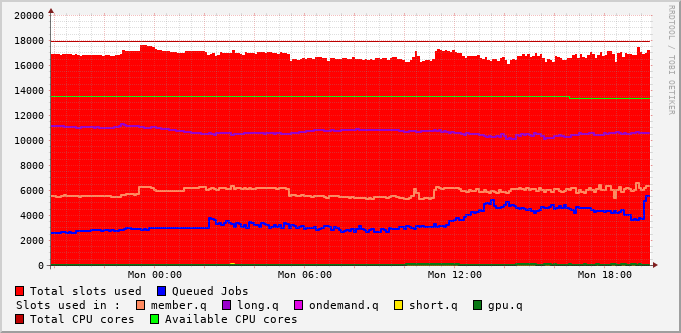 20000
18000
16000
14000
12000
10000
8000
6000
4000
2000
0
Mon 00:00 Mon 06:00 Mon 12:00 Mon 18:00
RRDTOOL / TOBI OETIKER
Total slots used Queued Jobs
Slots used in : member.q long.q ondemand.q short.q gpu.q
Total CPU cores Available CPU cores